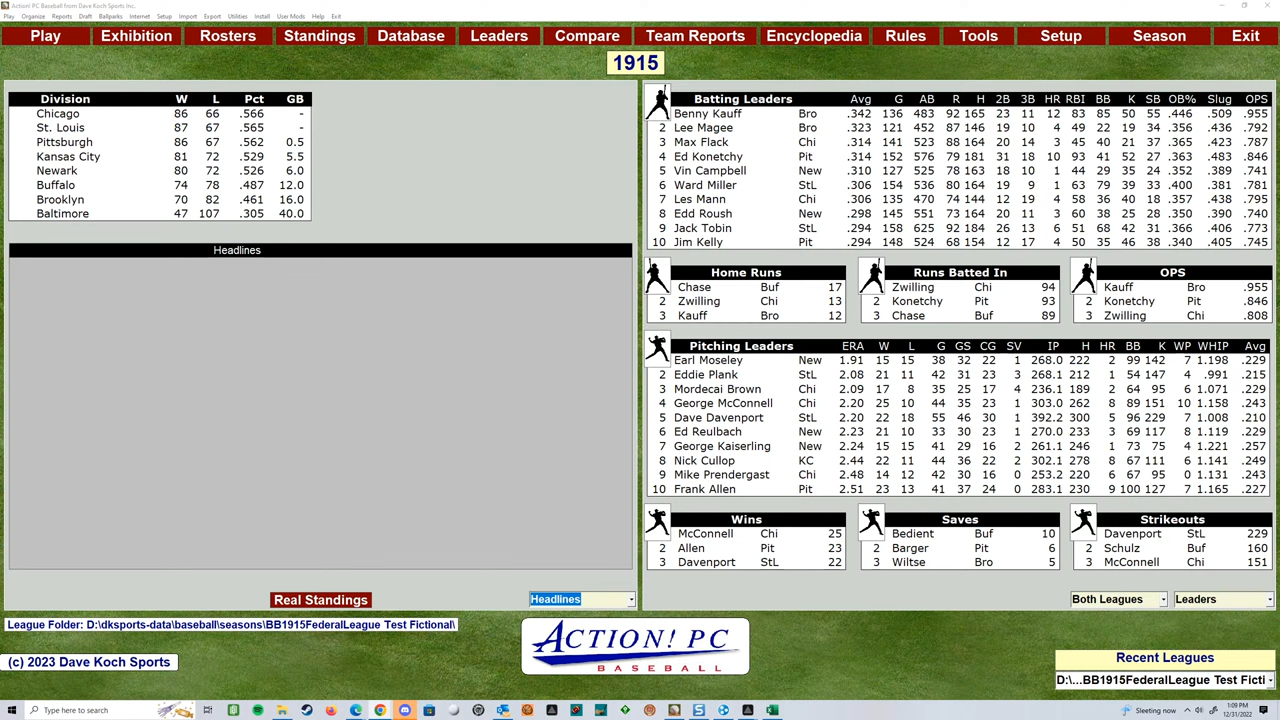 Action! PC Baseball from Dave Koch Sports Inc.
Play Organize Reports Draft Ballparks Internet Setup Import Export Utilities Install User Mods Help Exit
Play Exhibition Rosters Standings Database Leaders Compare Team Reports Encyclopedia Rules Tools Setup Season Exit
1915
Division W L Pct GB
Chicago 86 66 .566 -
St. Louis 87 67 .565 -
Pittsburgh 86 67 .562 0.5
Kansas City 81 72 .529 5.5
Newark 80 72 .526 6.0
Buffalo 74 78 .487 12.0
Brooklyn 70 82 .461 16.0
Baltimore 47 107 .305 40.0
Headlines
Real Standings
Headlines
Batting Leaders Avg G AB R H 2B 3B HR RBI BB K SB OB% Slug OPS
Benny Kauff Bro .342 136 483 92 165 23 11 12 83 85 50 55 .446 .509 .955
2 Lee Magee Bro .323 121 452 87 146 19 10 4 49 22 19 34 .356 .436 .792
3 Max Flack Chi .314 141 523 88 164 20 14 3 45 40 21 37 .365 .423 .787
4 Ed Konetchy Pit .314 152 576 79 181 31 18 10 93 41 52 27 .363 .483 .846
5 Vin Campbell New .310 127 525 78 163 18 10 1 44 29 35 24 .352 .389 .741
6 Ward Miller StL .306 154 536 80 164 19 9 1 63 79 39 33 .400 .381 .781
7 Les Mann Chi .306 135 470 74 144 12 19 4 58 36 40 18 .357 .438 .795
8 Edd Roush New .298 145 551 73 164 20 11 3 60 38 25 28 .350 .390 .740
9 Jack Tobin StL .294 158 625 92 184 26 13 6 51 68 42 31 .366 .406 .773
10 Jim Kelly Pit .294 148 524 68 154 12 17 4 50 35 46 38 .340 .405 .745
Home Runs
Chase Buf 17
2 Zwilling Chi 13
3 Kauff Bro 12
Runs Batted In
Zwilling Chi 94
2 Konetchy Pit 93
3 Chase Buf 89
OPS
Kauff Bro .955
2 Konetchy Pit .846
3 Zwilling Chi .808
Pitching Leaders ERA W L G GS CG SV IP H HR BB K WP WHIP Avg
Earl Moseley New 1.91 15 15 38 32 22 1 268.0 222 2 99 142 7 1.198 .229
2 Eddie Plank StL 2.08 21 11 42 31 23 3 268.1 212 1 54 147 4 .991 .215
3 Mordecai Brown Chi 2.09 17 8 35 25 17 4 236.1 189 2 64 95 6 1.071 .229
4 George McConnell Chi 2.20 25 10 44 35 23 1 303.0 262 8 89 151 10 1.158 .243
5 Dave Davenport StL 2.20 22 18 55 46 30 1 392.2 300 5 96 229 7 1.008 .210
6 Ed Reulbach New 2.23 21 10 33 30 23 1 270.0 233 3 69 117 8 1.119 .229
7 George Kaiserling New 2.24 15 15 41 29 16 2 261.1 246 1 73 75 4 1.221 .257
8 Nick Cullop KC 2.44 22 11 44 36 22 2 302.1 278 8 67 111 6 1.141 .249
9 Mike Prendergast Chi 2.48 14 12 42 30 16 0 253.2 220 6 67 95 0 1.131 .243
10 Frank Allen Pit 2.51 23 13 41 37 24 0 283.1 230 9 100 127 7 1.165 .227
Wins
McConnell Chi 25
2 Allen Pit 23
3 Davenport StL 22
Saves
Bedient Buf 10
2 Barger Pit 6
3 Wiltse Bro 5
Strikeouts
Davenport StL 229
2 Schulz Buf 160
3 McConnell Chi 151
Both Leagues Leaders
League Folder: D:\dksports-data\baseball\seasons\BB1915FederalLeague Test Fictional\
(c) 2023 Dave Koch Sports
ACTION! PC
BASEBALL
Recent Leagues
D:\...BB1915FederalLeague Test Ficti
Type here to search
Sleeting now
1:09 PM
12/31/2022